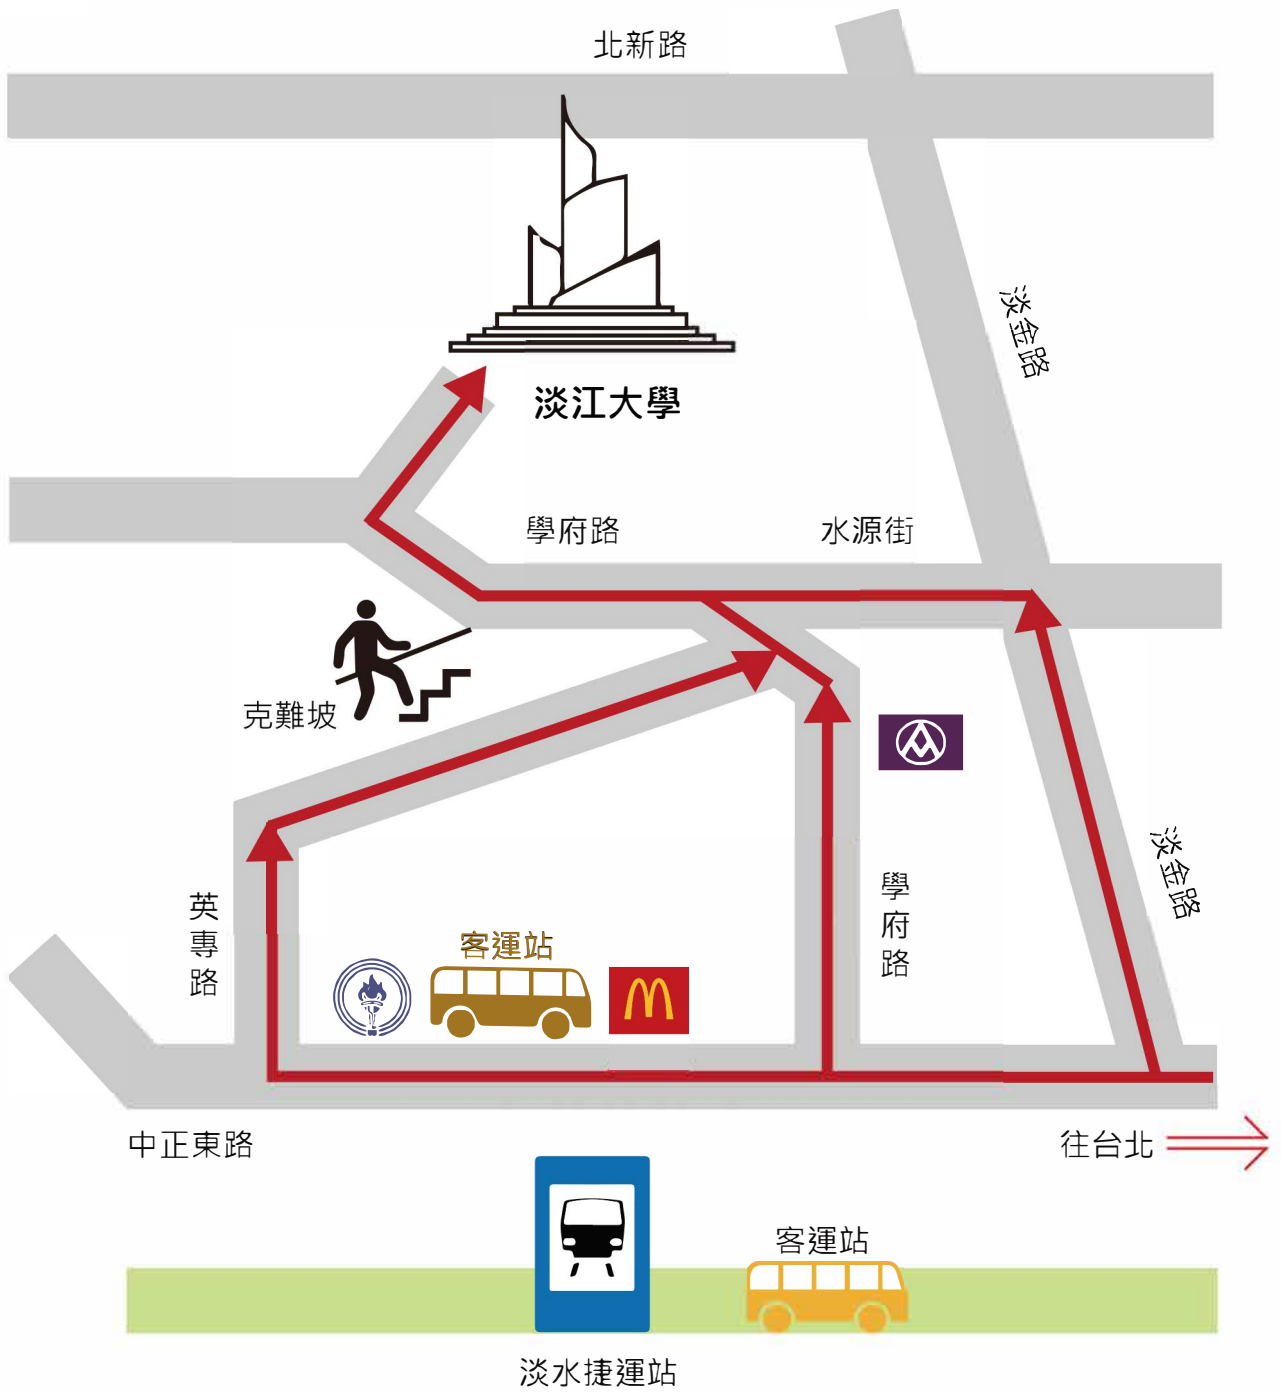 北新路
淡金路
淡江大學
學府路
水源街
克難坡
淡金路
英專路
學府路
客運站
中正東路
往台北
客運站
淡水捷運站